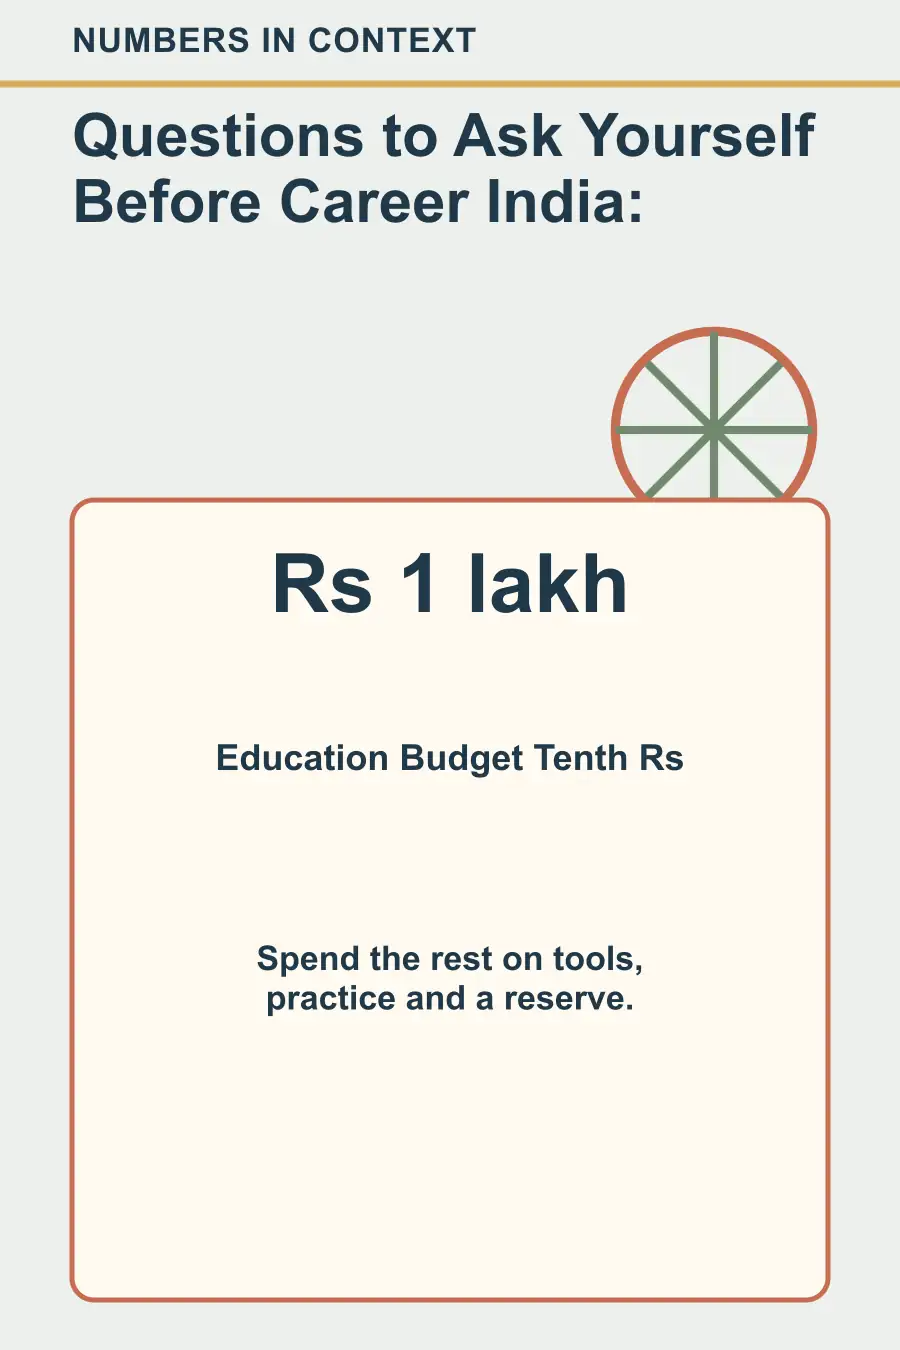 NUMBERS IN CONTEXT
Questions to Ask Yourself
Before Career India:
Rs 1 lakh
Education Budget Tenth Rs
Spend the rest on tools,
practice and a reserve.